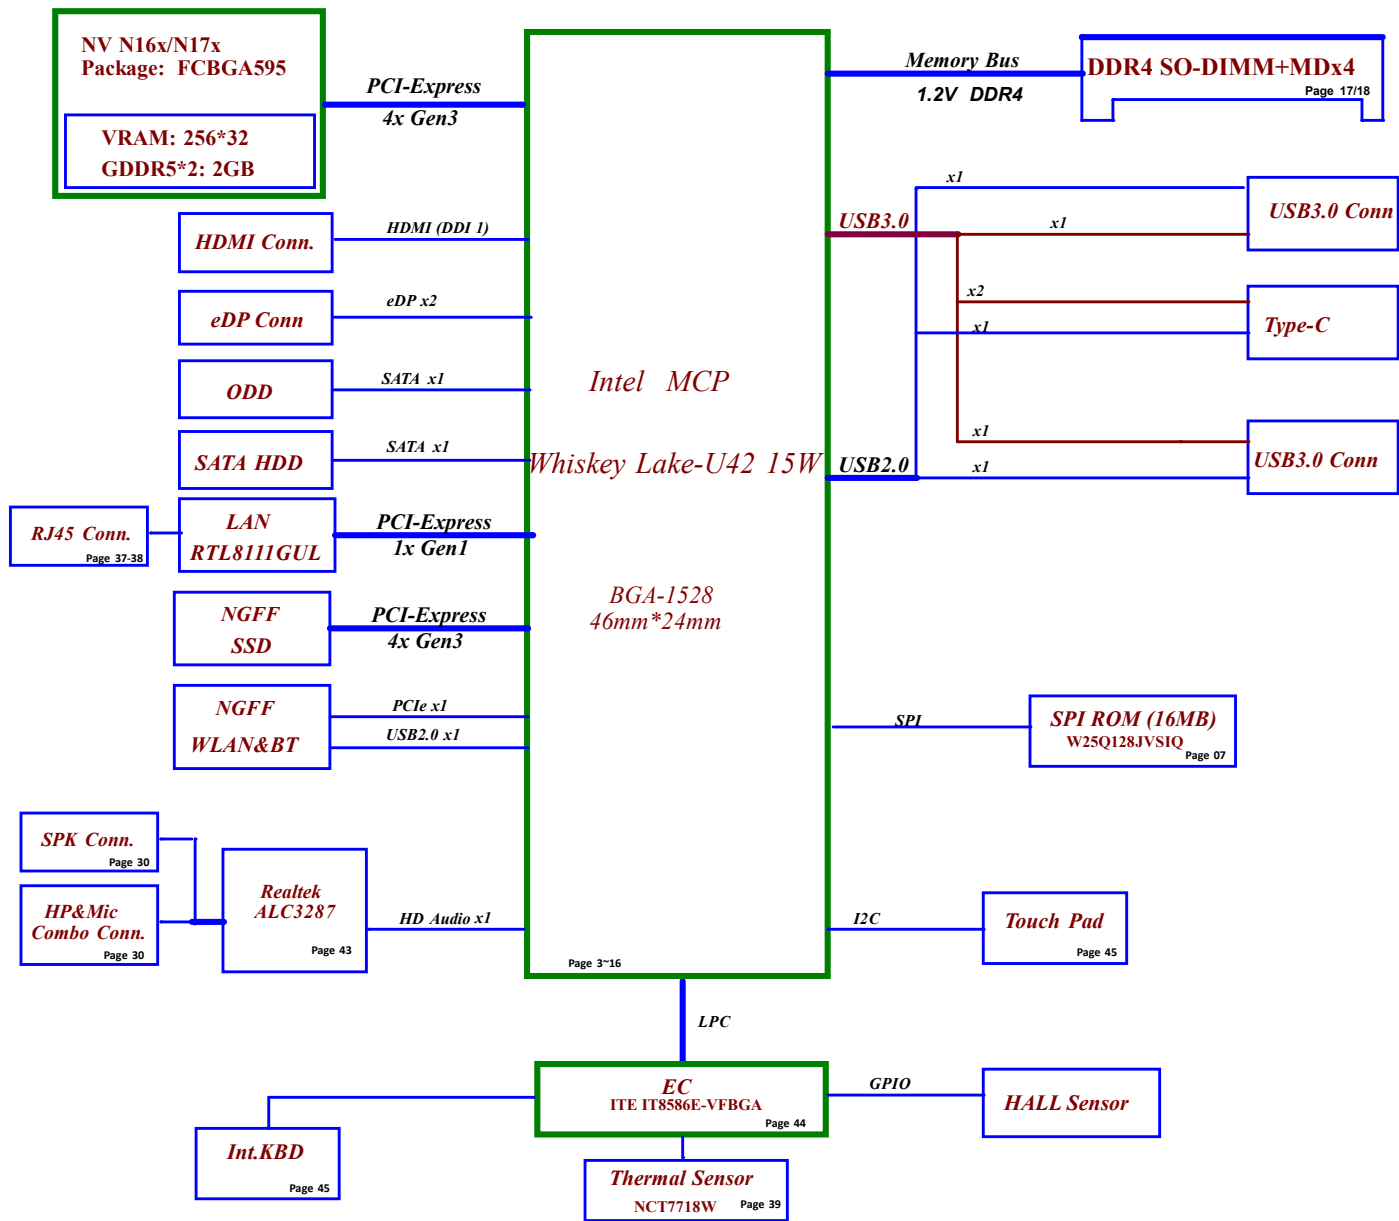 NV N16x/N17x
Package: FCBGA595
VRAM: 256*32
GDDR5*2: 2GB
PCI-Express
4x Gen3
Memory Bus
1.2V DDR4
DDR4 SO-DIMM+MDx4
Page 17/18
HDMI Conn.
HDMI (DDI 1)
USB3.0
x1
x1
USB3.0 Conn
eDP Conn
eDP x2
x2
x1
Type-C
ODD
SATA x1
Intel MCP
SATA HDD
SATA x1
Whiskey Lake-U42 15W
USB2.0
x1
x1
USB3.0 Conn
RJ45 Conn.
Page 37-38
LAN
RTL8111GUL
PCI-Express
1x Gen1
BGA-1528
46mm*24mm
NGFF
SSD
PCI-Express
4x Gen3
NGFF
WLAN&BT
PCIe x1
USB2.0 x1
SPI
SPI ROM (16MB)
W25Q128JVSIQ
Page 07
SPK Conn.
Page 30
HP&Mic
Combo Conn.
Page 30
Realtek
ALC3287
Page 43
HD Audio x1
Page 3~16
I2C
Touch Pad
Page 45
LPC
EC
ITE IT8586E-VFBGA
Page 44
GPIO
HALL Sensor
Int.KBD
Page 45
Thermal Sensor
NCT7718W
Page 39